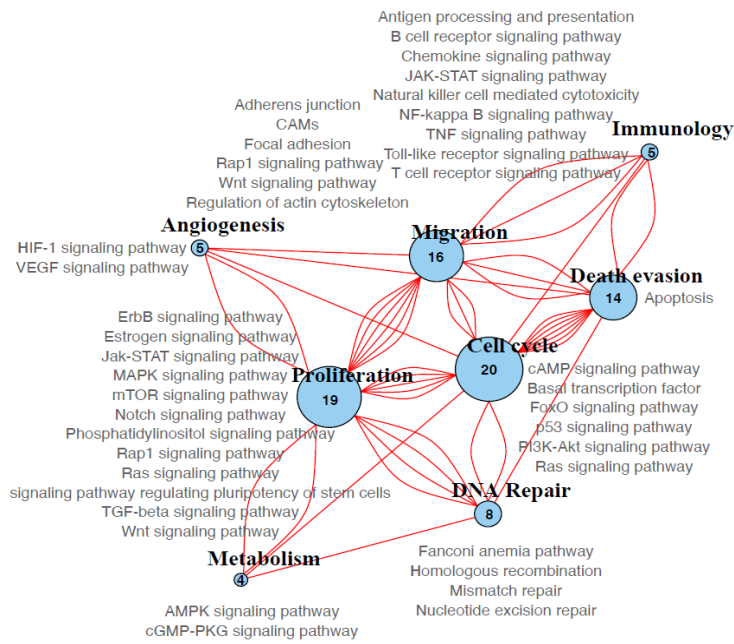 Antigen processing and presentation
B cell receptor signaling pathway
Chemokine signaling pathway
JAK-STAT signaling pathway
Natural killer cell mediated cytotoxicity
NF-kappa B signaling pathway
TNF signaling pathway
Toll-like receptor signaling pathway
T cell receptor signaling pathway
Immunology
5
Adherens junction
CAMs
Focal adhesion
Rap1 signaling pathway
Wnt signaling pathway
Regulation of actin cytoskeleton
Migration
16
Angiogenesis
5
HIF-1 signaling pathway
VEGF signaling pathway
Death evasion
14
Apoptosis
ErbB signaling pathway
Estrogen signaling pathway
Jak-STAT signaling pathway
MAPK signaling pathway
mTOR signaling pathway
Notch signaling pathway
Phosphatidylinositol signaling pathway
Rap1 signaling pathway
Ras signaling pathway
signaling pathway regulating pluripotency of stem cells
TGF-beta signaling pathway
Wnt signaling pathway
Proliferation
19
Cell cycle
20
cAMP signaling pathway
Basal transcription factor
FoxO signaling pathway
p53 signaling pathway
PI3K-Akt signaling pathway
Ras signaling pathway
DNA Repair
8
Fanconi anemia pathway
Homologous recombination
Mismatch repair
Nucleotide excision repair
Metabolism
4
AMPK signaling pathway
cGMP-PKG signaling pathway